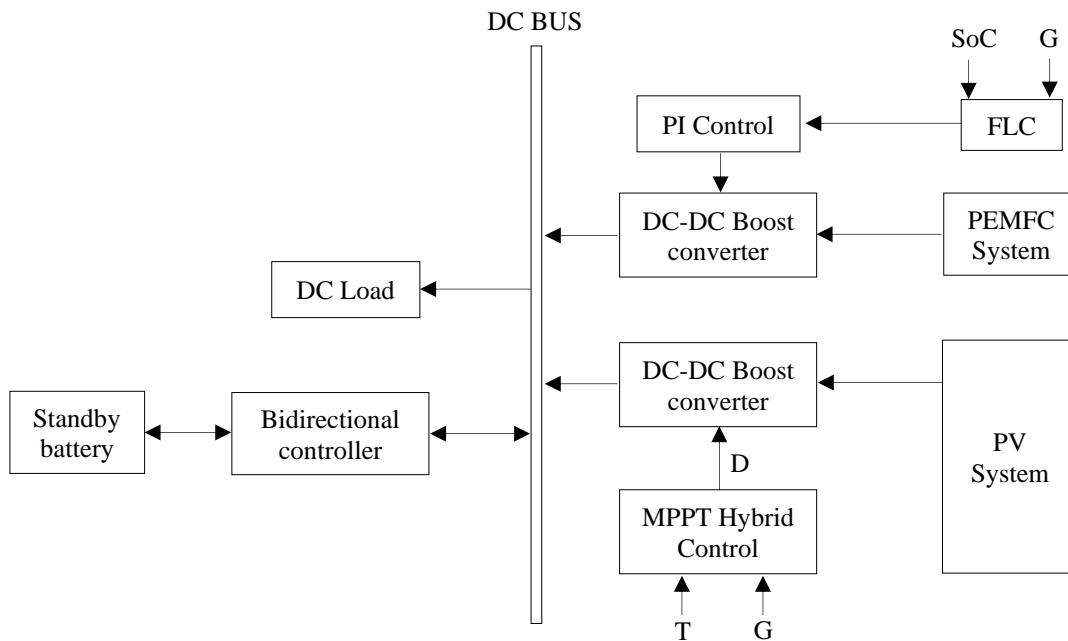 DC BUS
SoC
G
PI Control
FLC
DC-DC Boost
converter
PEMFC
System
DC Load
DC-DC Boost
converter
Standby
battery
Bidirectional
controller
PV
System
D
MPPT Hybrid
Control
T
G